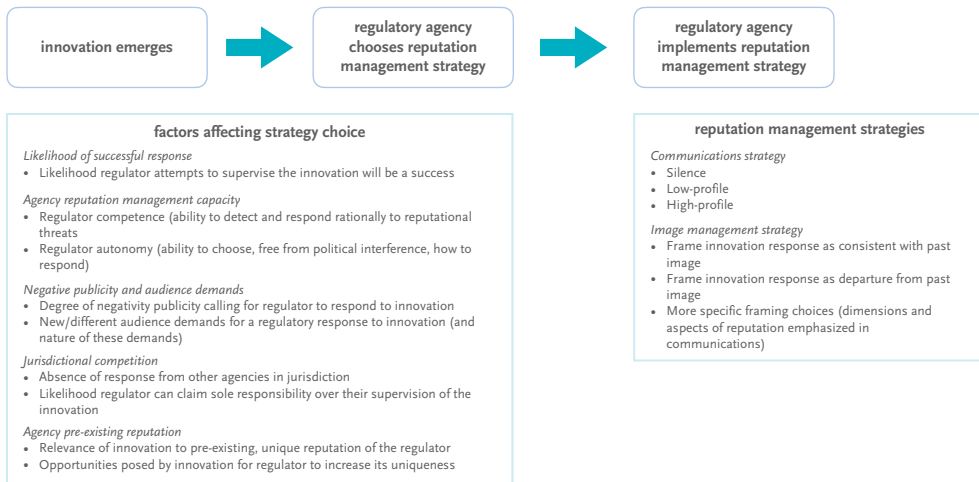 innovation emerges
regulatory agency
chooses reputation
management strategy
regulatory agency
implements reputation
management strategy
factors affecting strategy choice
Likelihood of successful response
• Likelihood regulator attempts to supervise the innovation will be a success
Agency reputation management capacity
• Regulator competence (ability to detect and respond rationally to reputational
threats
• Regulator autonomy (ability to choose, free from political interference, how to
respond)
Negative publicity and audience demands
• Degree of negativity publicity calling for regulator to respond to innovation
• New/different audience demands for a regulatory response to innovation (and
nature of these demands)
Jurisdictional competition
• Absence of response from other agencies in jurisdiction
• Likelihood regulator can claim sole responsibility over their supervision of the
innovation
Agency pre-existing reputation
• Relevance of innovation to pre-existing, unique reputation of the regulator
• Opportunities posed by innovation for regulator to increase its uniqueness
reputation management strategies
Communications strategy
• Silence
• Low-profile
• High-profile
Image management strategy
• Frame innovation response as consistent with past
image
• Frame innovation response as departure from past
image
• More specific framing choices (dimensions and
aspects of reputation emphasized in
communications)